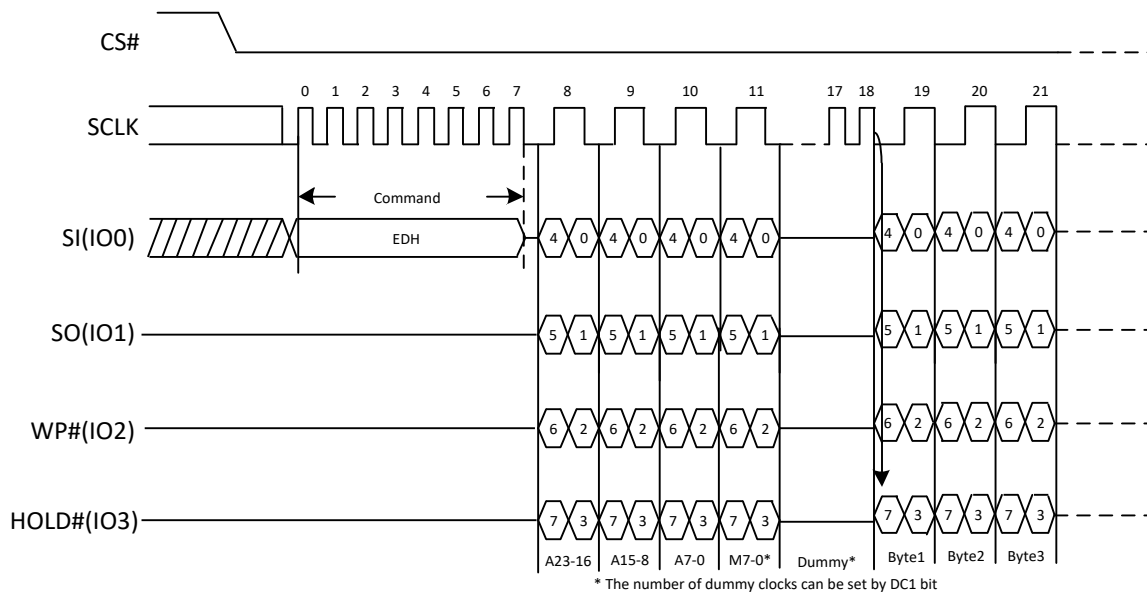 CS#
0 1 2 3 4 5 6 7 8 9 10 11 17 18 19 20 21
SCLK
Command
SI(IO0) EDH 4 0 4 0 4 0 4 0 4 0 4 0 4 0
SO(IO1) 5 1 5 1 5 1 5 1 5 1 5 1 5 1
WP#(IO2) 6 2 6 2 6 2 6 2 6 2 6 2 6 2
HOLD#(IO3) 7 3 7 3 7 3 7 3 7 3 7 3 7 3
A23-16 A15-8 A7-0 M7-0* Dummy* Byte1 Byte2 Byte3
* The number of dummy clocks can be set by DC1 bit